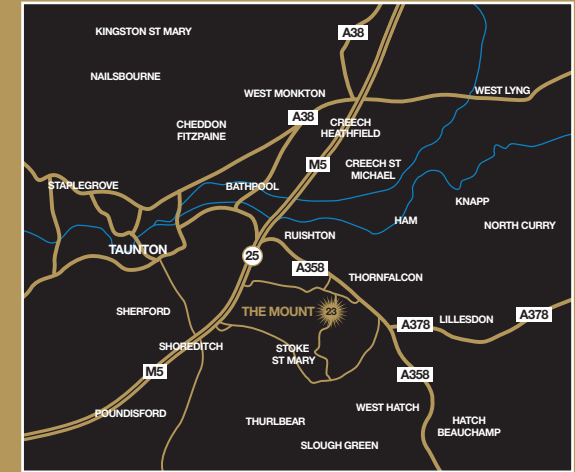 KINGSTON ST MARY
A38
NAILSBOURNE
WEST MONKTON
WEST LYNG
A38
CHEDDON
FITZPAINE
CREECH
HEATHFIELD
M5
CREECH ST
MICHAEL
STAPLEGROVE
BATHPOOL
KNAPP
HAM
NORTH CURRY
RUISHTON
TAUNTON
25
A358
THORNFALCON
SHERFORD
THE MOUNT
23
A378
LILLESDON
A378
SHOREDITCH
STOKE
ST MARY
M5
A358
WEST HATCH
POUNDISFORD
THURLBEAR
HATCH
BEAUCHAMP
SLOUGH GREEN